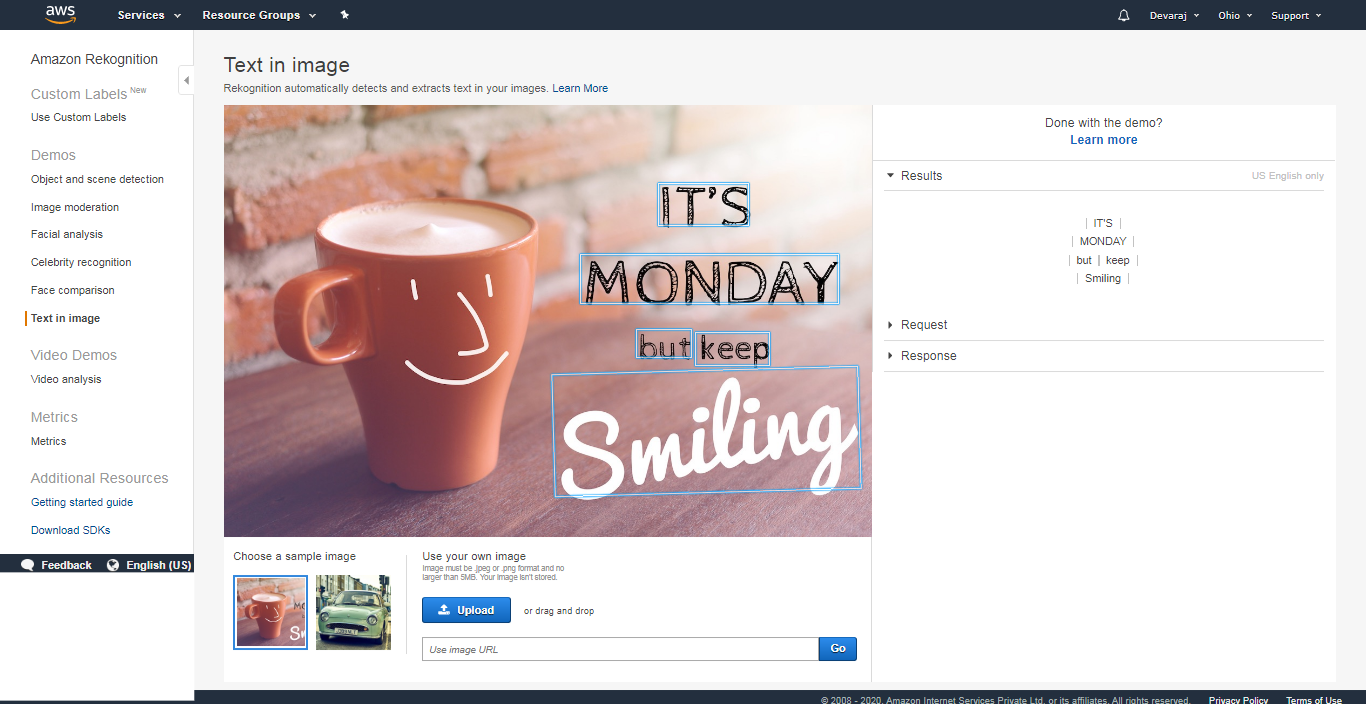 aws
Services
Resource Groups
Devaraj
Ohio
Support
Amazon Rekognition
Custom Labels New
Use Custom Labels
Demos
Object and scene detection
Image moderation
Facial analysis
Celebrity recognition
Face comparison
Text in image
Video Demos
Video analysis
Metrics
Metrics
Additional Resources
Getting started guide
Download SDKs
Feedback
English (US)
Text in image
Rekognition automatically detects and extracts text in your images. Learn More
IT'S
MONDAY
but keep
Smiling
Choose a sample image
Use your own image
Image must be .jpeg or .png format and no
larger than 5MB. Your image isn't stored.
Upload
or drag and drop
Use image URL
Go
Done with the demo?
Learn more
Results
US English only
| IT'S |
| MONDAY |
| but | keep |
| Smiling |
Request
Response
© 2008 - 2020, Amazon Internet Services Private Ltd. or its affiliates. All rights reserved.
Privacy Policy
Terms of Use